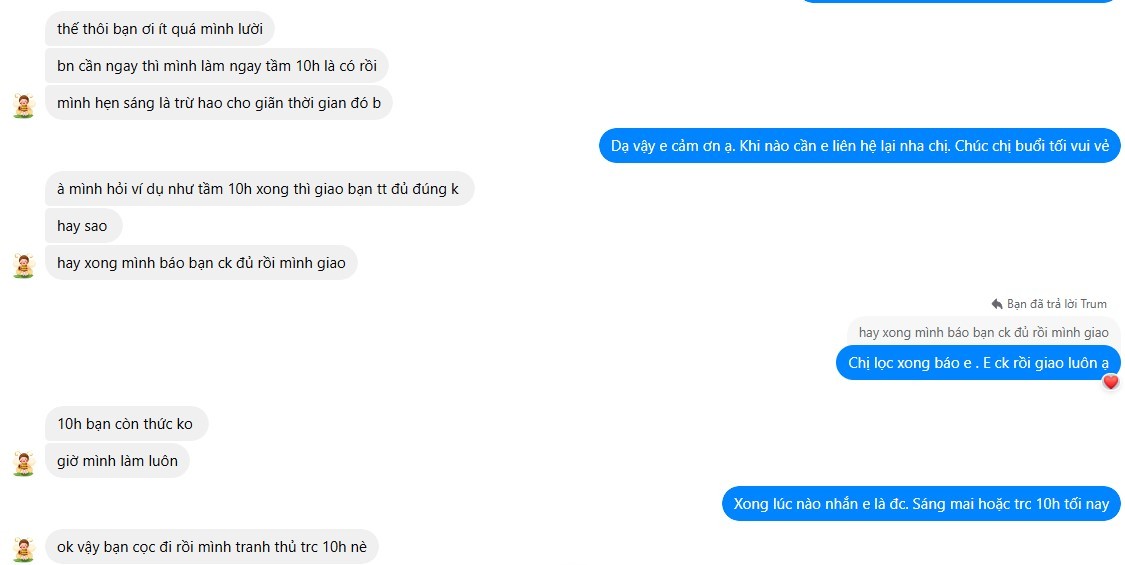 thế thôi bạn ơi ít quá mình lười
bn cần ngay thì mình làm ngay tầm 10h là có rồi
mình hẹn sáng là trừ hao cho giãn thời gian đó b
Dạ vậy e cảm ơn ạ. Khi nào cần e liên hệ lại nha chị. Chúc chị buổi tối vui vẻ
à mình hỏi ví dụ như tầm 10h xong thì giao bạn tt đủ đúng k
hay sao
hay xong mình báo bạn ck đủ rồi mình giao
Bạn đã trả lời Trum
hay xong mình báo bạn ck đủ rồi mình giao
Chị lọc xong báo e . E ck rồi giao luôn ạ
10h bạn còn thức ko
giờ mình làm luôn
Xong lúc nào nhắn e là đc. Sáng mai hoặc trc 10h tối nay
ok vậy bạn cọc đi rồi mình tranh thủ trc 10h nè